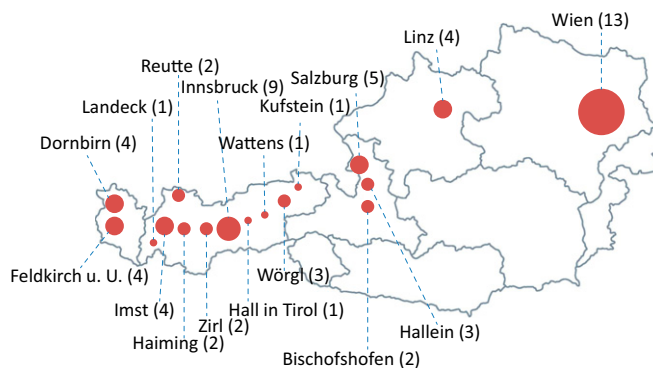 Wien (13)
Linz (4)
Reutte (2)
Salzburg (5)
Innsbruck (9)
Landeck (1)
Kufstein (1)
Dornbirn (4)
Wattens (1)
Feldkirch u. U. (4)
Wörgl (3)
Imst (4)
Hall in Tirol (1)
Zirl (2)
Hallein (3)
Haiming (2)
Bischofshofen (2)